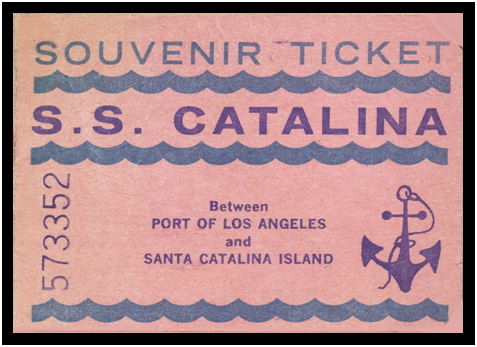 SOUVENIR TICKET
S.S. CATALINA
573352
Between
PORT OF LOS ANGELES
and
SANTA CATALINA ISLAND